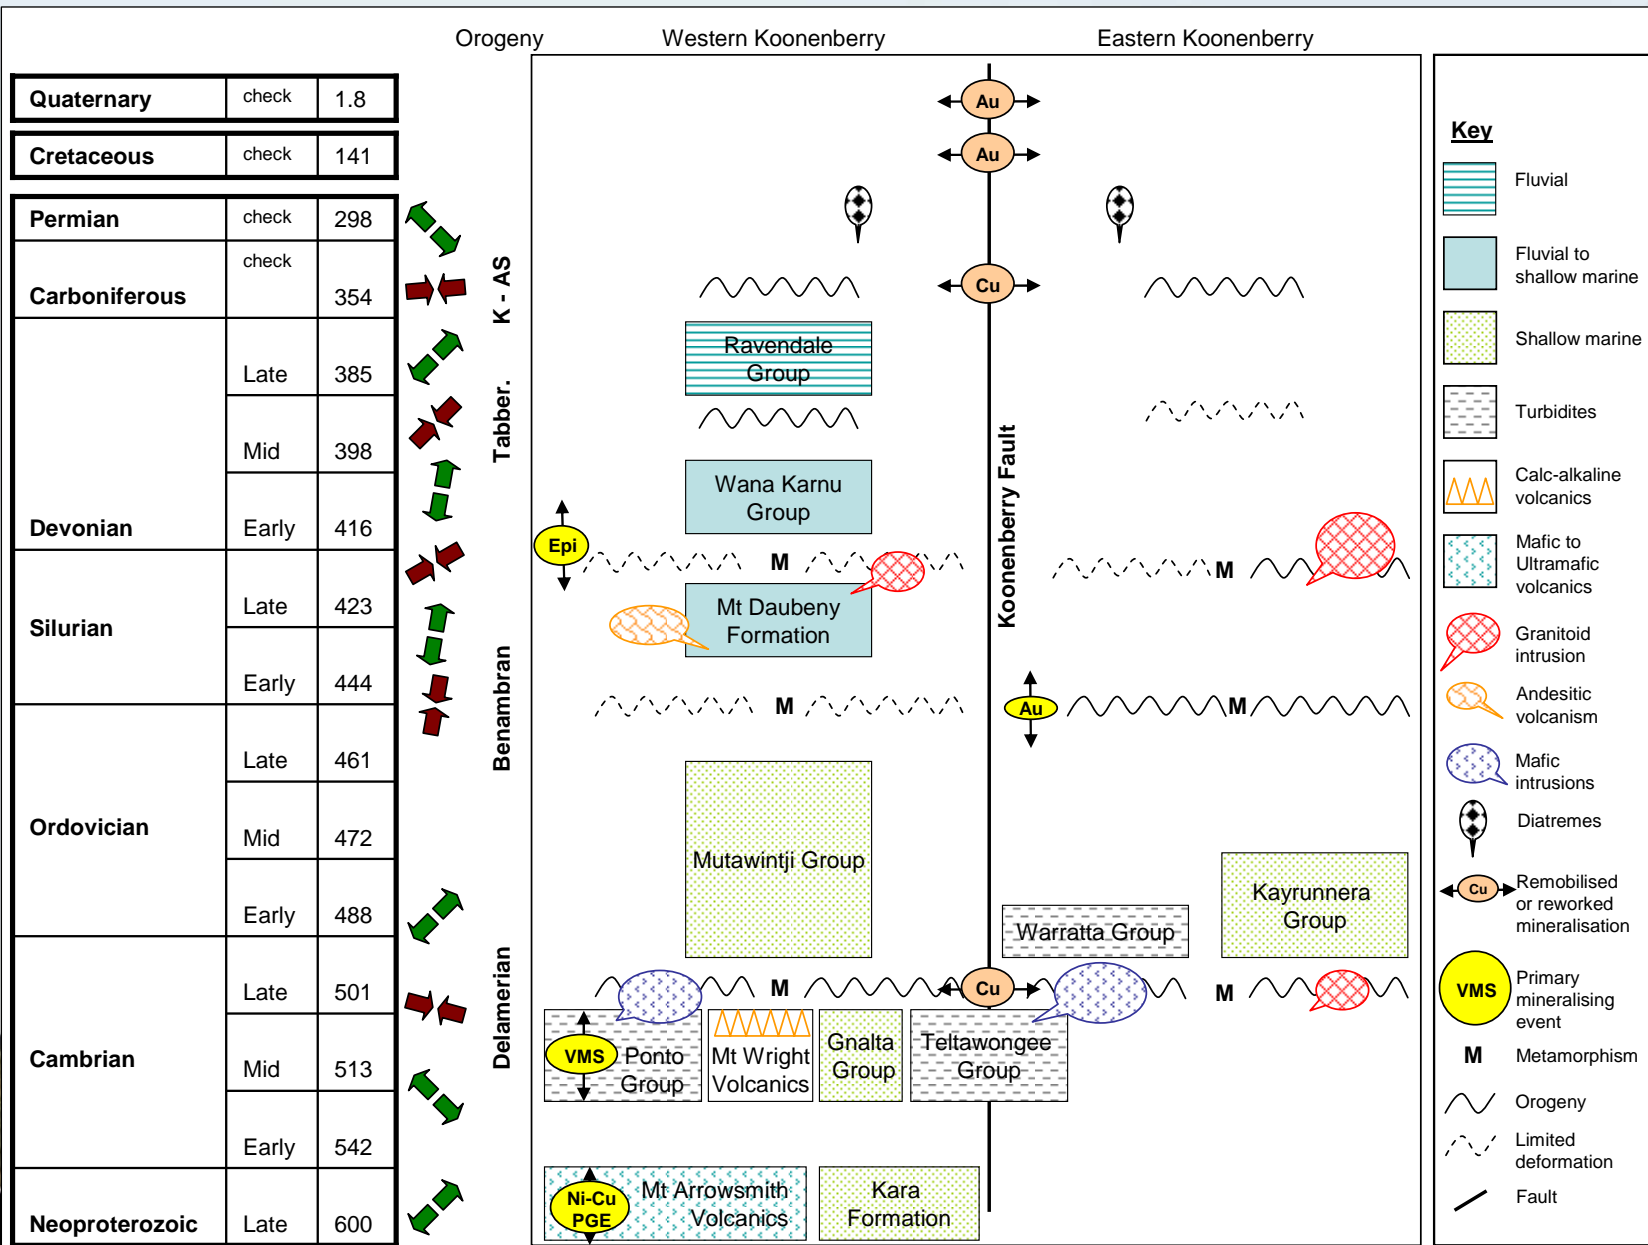 Orogeny
Western Koonenberry
Eastern Koonenberry
Quaternary check 1.8
Cretaceous check 141
Permian check 298
Carboniferous check 354
Late 385
Mid 398
Devonian Early 416
Late 423
Silurian
Early 444
Late 461
Ordovician
Mid 472
Early 488
Late 501
Cambrian
Mid 513
Early 542
Neoproterozoic Late 600
K - AS
Tabber.
Benambran
Delamerian
Au
Au
Cu
Ravendale
Group
Wana Karnu
Group
Epi
M
M
Mt Daubeny
Formation
Koonenberry Fault
M
Au
M
Mutawintji Group
Kayrunnera
Group
Warratta Group
M
Cu
M
VMS
Ponto
Group
Mt Wright
Volcanics
Gnalta
Group
Teltawongee
Group
Ni-Cu
PGE
Mt Arrowsmith
Volcanics
Kara
Formation
Key
Fluvial
Fluvial to
shallow marine
Shallow marine
Turbidites
Calc-alkaline
volcanics
Mafic to
Ultramafic
volcanics
Granitoid
intrusion
Andesitic
volcanism
Mafic
intrusions
Diatremes
Cu
Remobilised
or reworked
mineralisation
VMS
Primary
mineralising
event
M
Metamorphism
Orogeny
Limited
deformation
Fault